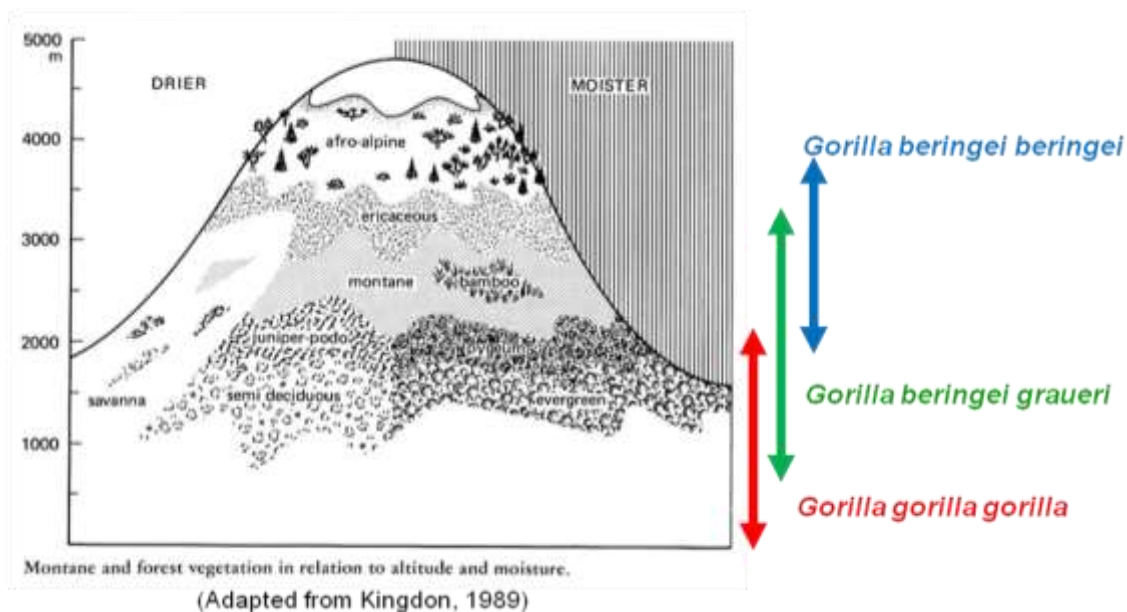 5000
m
DRIER
MOISTER
4000
afro-alpine
Gorilla beringei beringei
ericaceous
3000
montane
bamboo
2000
juniper-podo
pygeum
Gorilla beringei graueri
savanna
semi deciduous
evergreen
1000
Gorilla gorilla gorilla
Montane and forest vegetation in relation to altitude and moisture.
(Adapted from Kingdon, 1989)